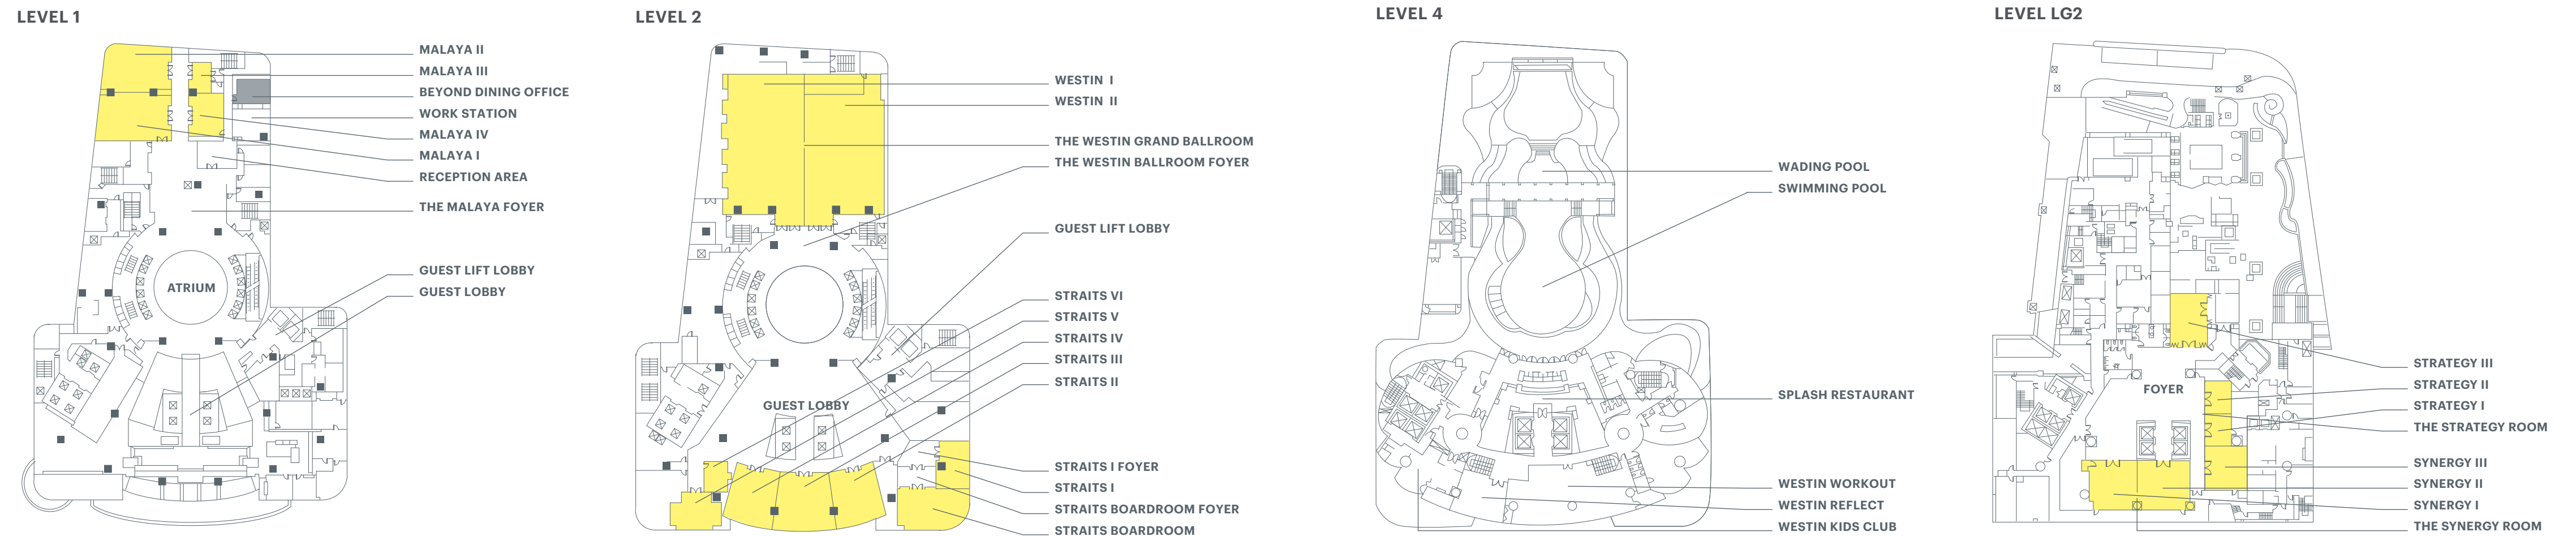 LEVEL 1
MALAYA II
MALAYA III
BEYOND DINING OFFICE
WORK STATION
MALAYA IV
MALAYA I
RECEPTION AREA
THE MALAYA FOYER
GUEST LIFT LOBBY
GUEST LOBBY
ATRIUM
LEVEL 2
WESTIN I
WESTIN II
THE WESTIN GRAND BALLROOM
THE WESTIN BALLROOM FOYER
GUEST LIFT LOBBY
STRAITS VI
STRAITS V
STRAITS IV
STRAITS III
STRAITS II
GUEST LOBBY
STRAITS I FOYER
STRAITS I
STRAITS BOARDROOM FOYER
STRAITS BOARDROOM
LEVEL 4
WADING POOL
SWIMMING POOL
SPLASH RESTAURANT
WESTIN WORKOUT
WESTIN REFLECT
WESTIN KIDS CLUB
LEVEL LG2
FOYER
STRATEGY III
STRATEGY II
STRATEGY I
THE STRATEGY ROOM
SYNERGY III
SYNERGY II
SYNERGY I
THE SYNERGY ROOM